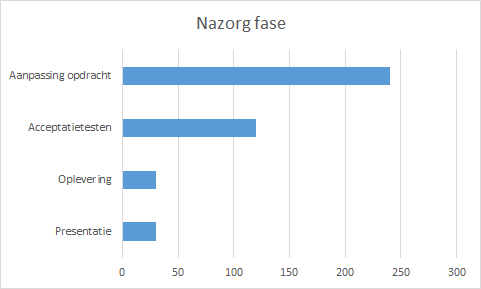 Nazorg fase
Aanpassing opdracht
Acceptatietesten
Oplevering
Presentatie
0 50 100 150 200 250 300